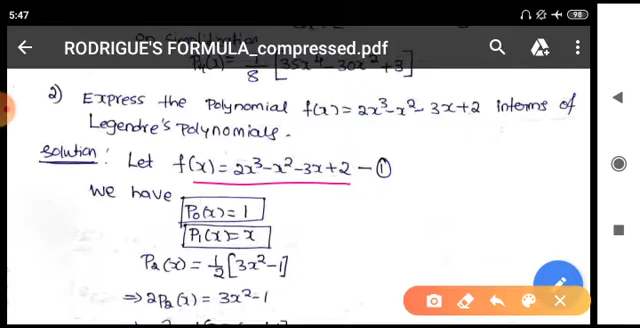 5:47
98
RODRIGUE'S FORMULA_compressed.pdf
P₄(x) = 1/8 [35x⁴ - 30x² + 3]
2) Express the Polynomial f(x) = 2x³-x²-3x+2 interms of
Legendre's Polynomials.
Solution: Let f(x) = 2x³-x²-3x+2 - ①
We have
P₀(x) = 1
P₁(x) = x
P₂(x) = 1/2 [3x²-1]
⇒ 2P₂(x) = 3x²-1